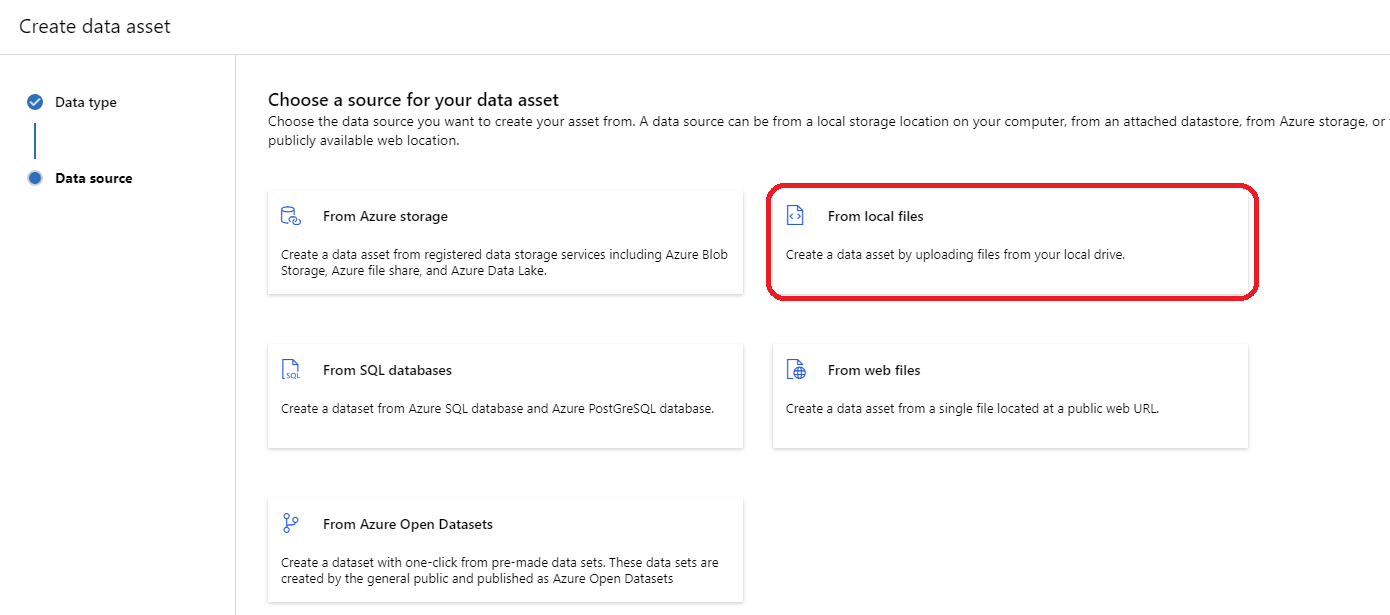 Create data asset
Data type
Data source
Choose a source for your data asset
Choose the data source you want to create your asset from. A data source can be from a local storage location on your computer, from an attached datastore, from Azure storage, or
publicly available web location.
From Azure storage
Create a data asset from registered data storage services including Azure Blob
Storage, Azure file share, and Azure Data Lake.
From local files
Create a data asset by uploading files from your local drive.
SQL
From SQL databases
Create a dataset from Azure SQL database and Azure PostGreSQL database.
From web files
Create a data asset from a single file located at a public web URL.
From Azure Open Datasets
Create a dataset with one-click from pre-made data sets. These data sets are
created by the general public and published as Azure Open Datasets